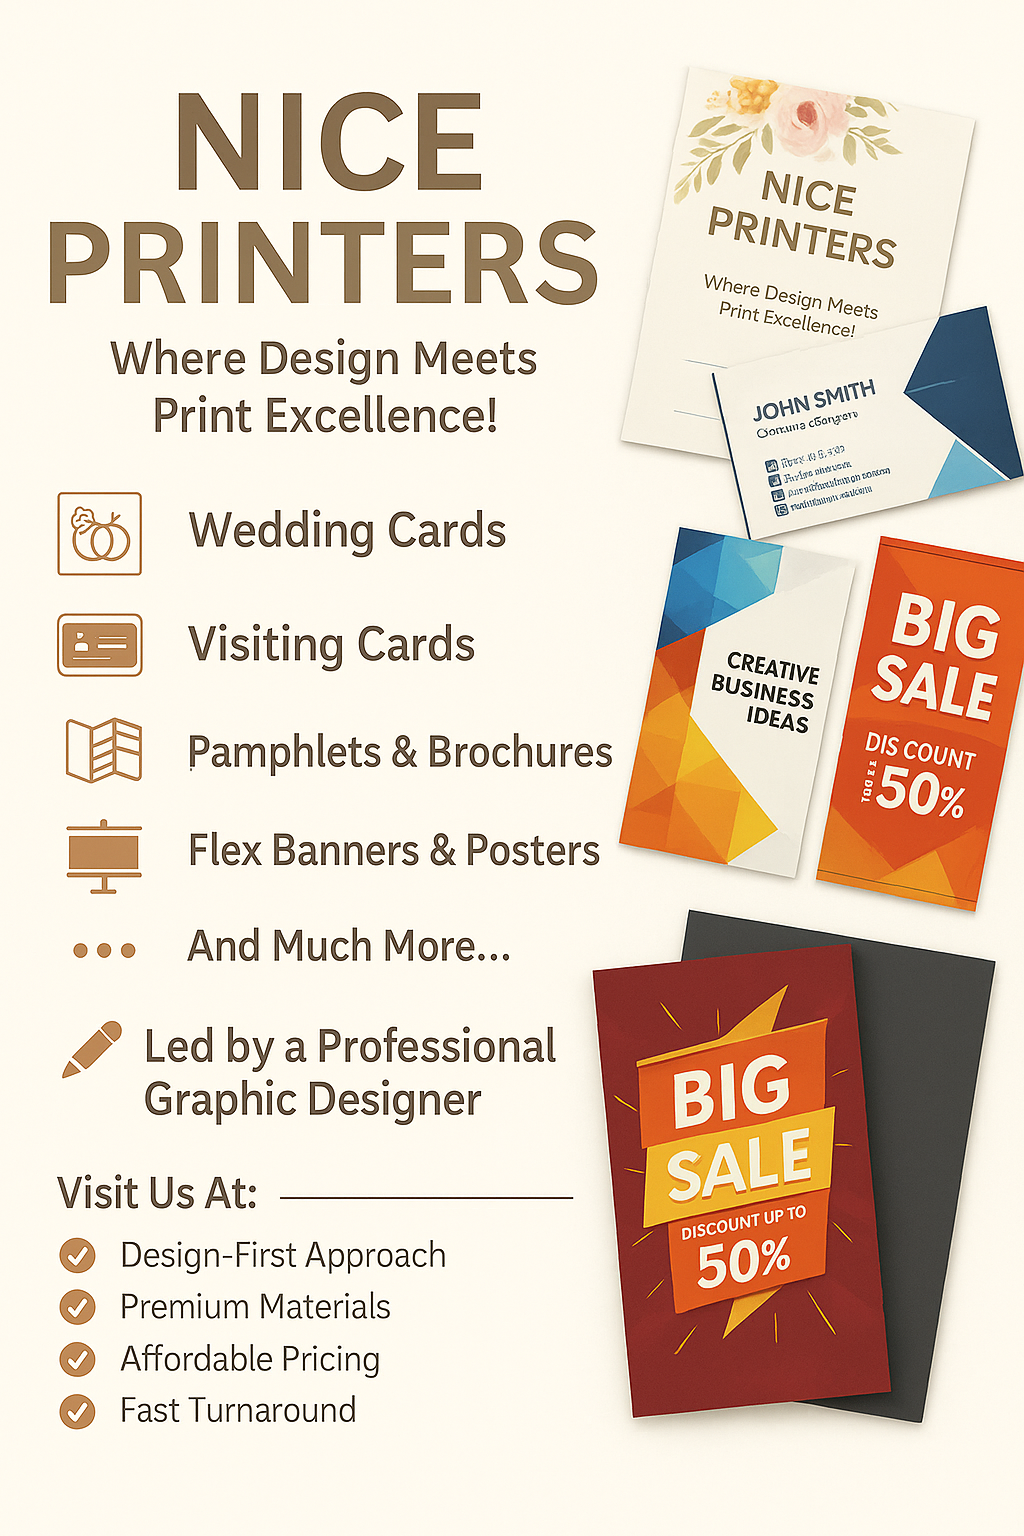 NICE
PRINTERS
Where Design Meets
Print Excellence!
Wedding Cards
Visiting Cards
Pamphlets & Brochures
Flex Banners & Posters
And Much More...
Led by a Professional
Graphic Designer
Visit Us At:
Design-First Approach
Premium Materials
Affordable Pricing
Fast Turnaround
NICE
PRINTERS
Where Design Meets
Print Excellence!
JOHN SMITH
CREATIVE
BUSINESS
IDEAS
BIG
SALE
DIS COUNT
50%
BIG
SALE
DISCOUNT UP TO
50%